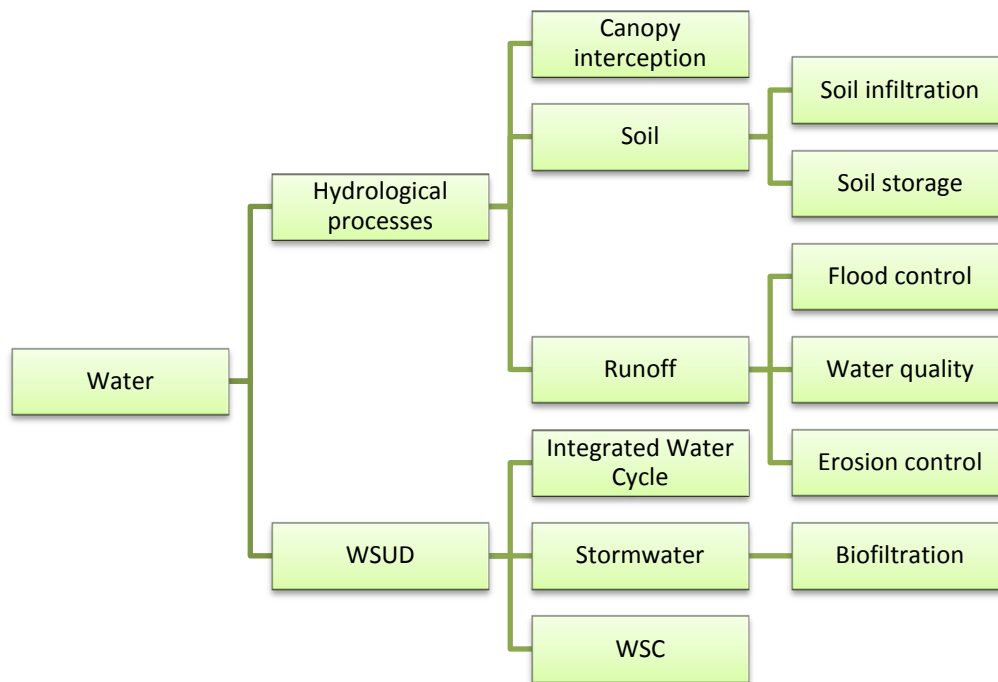 Water
Hydrological
processes
Canopy
interception
Soil
Soil infiltration
Soil storage
Runoff
Flood control
Water quality
Erosion control
WSUD
Integrated Water
Cycle
Stormwater
Biofiltration
WSC